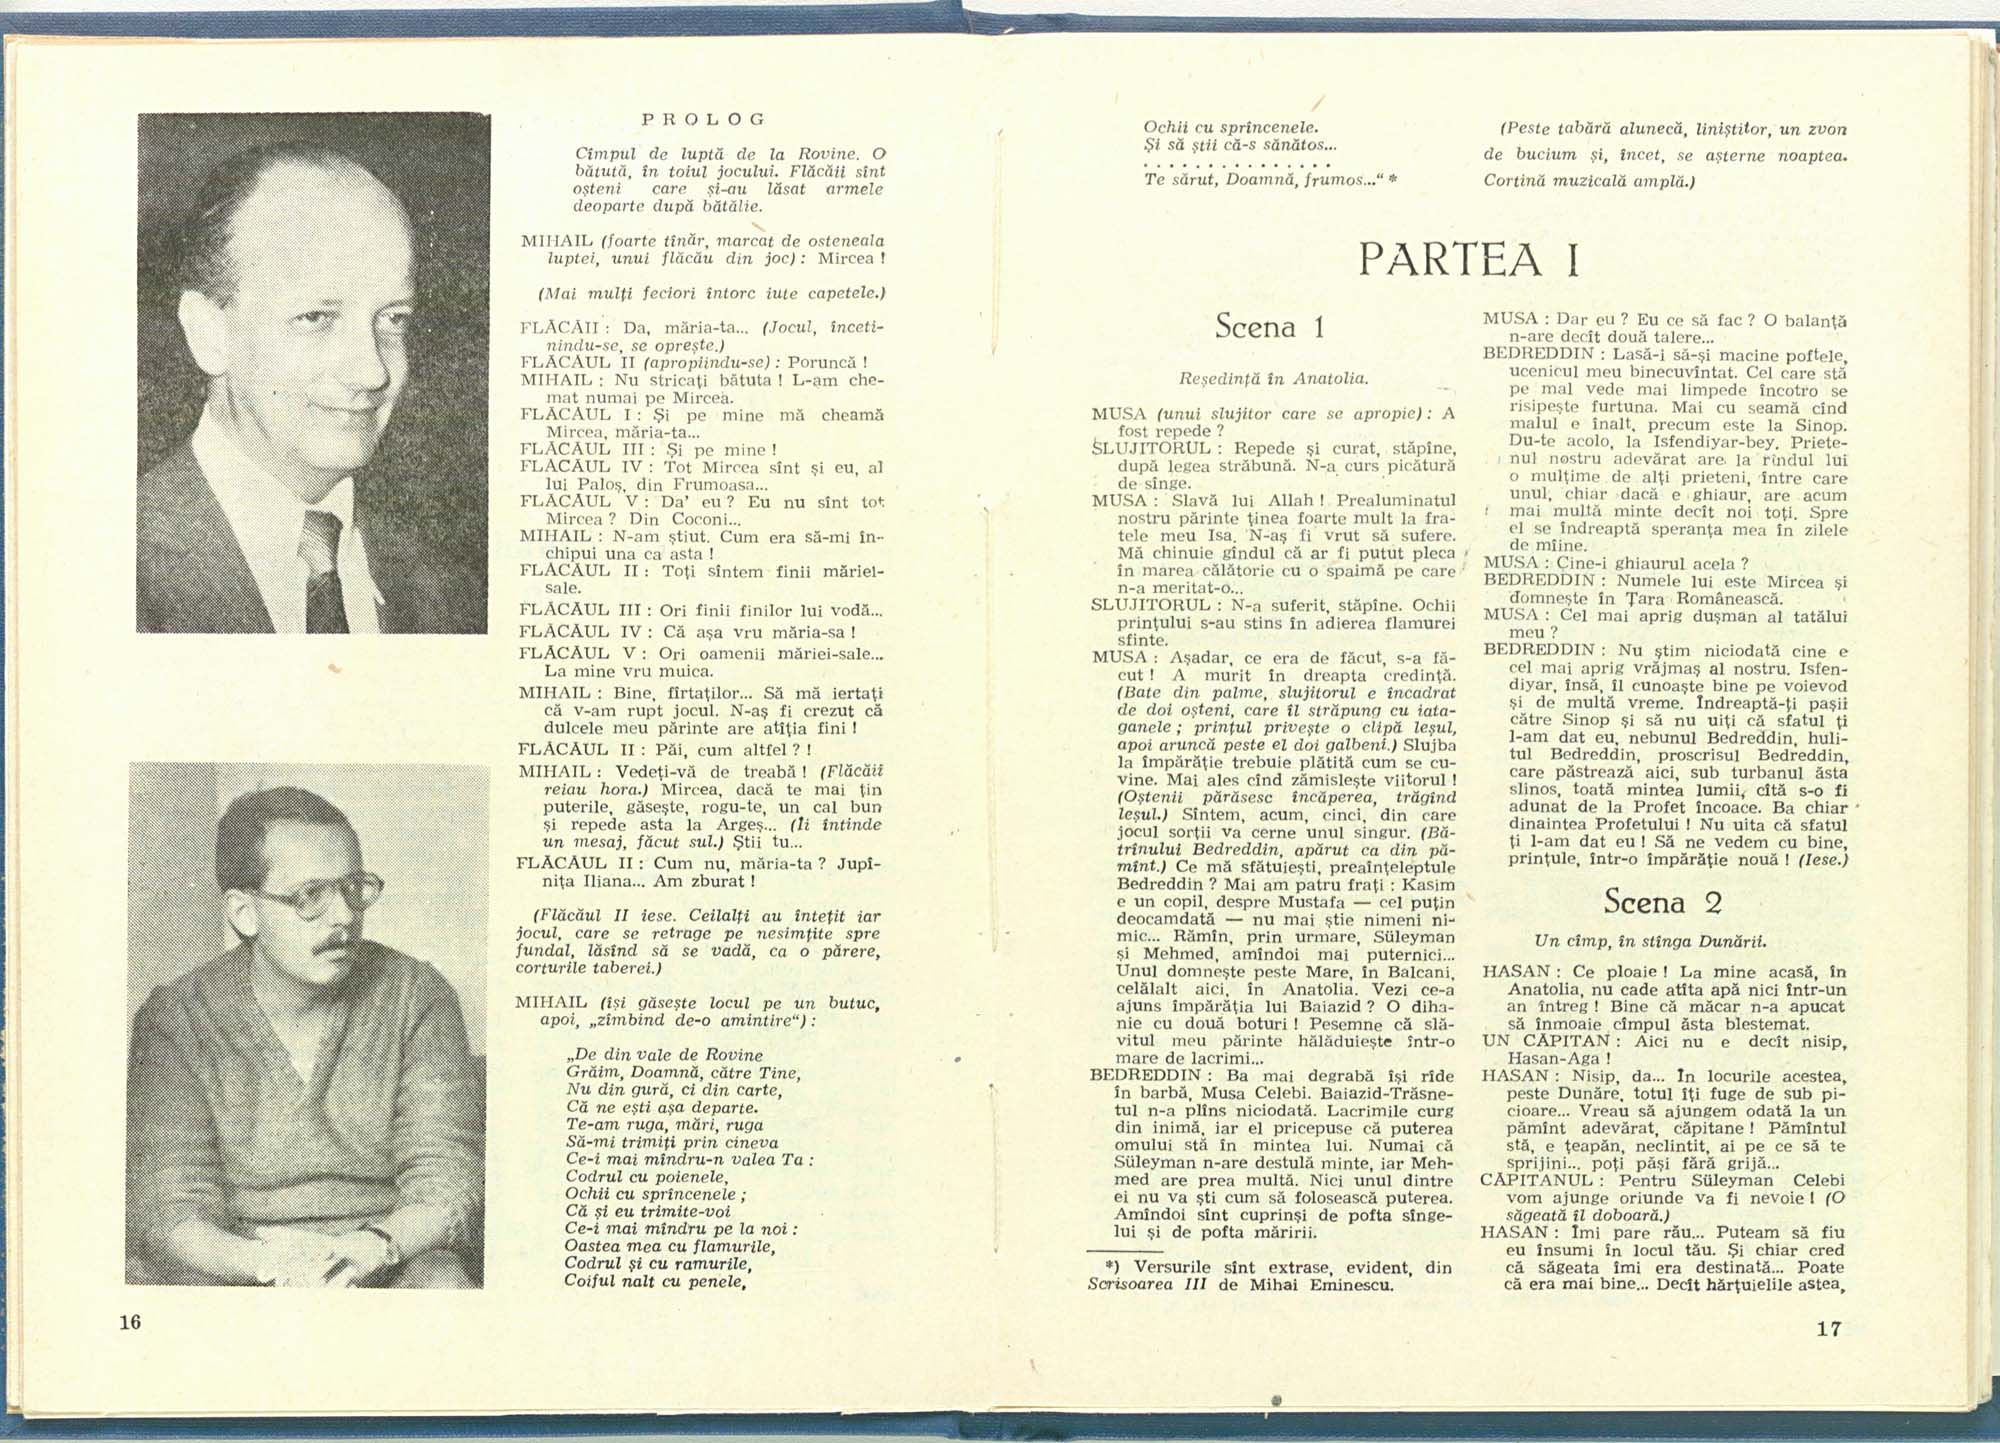 PROLOG
Cîmpul de luptă de la Rovine. O
bătută, în toiul jocului. Flăcăii sînt
oșteni care și-au lăsat armele
deoparte după bătălie.
MIHAIL (foarte tînăr, marcat de osteneala
luptei, unui flăcău din joc) : Mircea !
(Mai mulți feciori întorc iute capetele.)
FLĂCĂII : Da, măria-ta... (Jocul, înceti-
nindu-se, se oprește.)
FLĂCĂUL II (apropiindu-se) : Poruncă !
MIHAIL : Nu stricați bătuta ! L-am che-
mat numai pe Mircea.
FLĂCĂUL I : Și pe mine mă cheamă
Mircea, măria-ta...
FLĂCĂUL III : Și pe mine !
FLĂCĂUL IV : Tot Mircea sînt și eu, al
lui Paloș, din Frumoasa...
FLĂCĂUL V : Da' eu ? Eu nu sînt tot
Mircea ? Din Coconi...
MIHAIL : N-am știut. Cum era să-mi în-
chipui una ca asta !
FLĂCĂUL II : Toți sîntem finii măriei-
sale.
FLĂCĂUL III : Ori finii finilor lui vodă...
FLĂCĂUL IV : Că așa vru măria-sa !
FLĂCĂUL V : Ori oamenii măriei-sale...
La mine vru muica.
MIHAIL : Bine, fîrtaților... Să mă iertați
că v-am rupt jocul. N-aș fi crezut că
dulcele meu părinte are atîția fini !
FLĂCĂUL II : Păi, cum altfel ? !
MIHAIL : Vedeți-vă de treabă ! (Flăcăii
reiau hora.) Mircea, dacă te mai țin
puterile, găsește, rogu-te, un cal bun
și repede asta la Argeș... (Îi întinde
un mesaj, făcut sul.) Știi tu...
FLĂCĂUL II : Cum nu, măria-ta ? Jupî-
nița Iliana... Am zburat !
(Flăcăul II iese. Ceilalți au întețit iar
jocul, care se retrage pe nesimțite spre
fundal, lăsînd să se vadă, ca o părere,
corturile taberei.)
MIHAIL (își găsește locul pe un butuc,
apoi, „zîmbind de-o amintire“) :
„De din vale de Rovine
Grăim, Doamnă, către Tine,
Nu din gură, ci din carte,
Că ne ești așa departe.
Te-am ruga, mări, ruga
Să-mi trimiți prin cineva
Ce-i mai mîndru-n valea Ta :
Codrul cu poienele,
Ochii cu sprîncenele ;
Că și eu trimite-voi
Ce-i mai mîndru pe la noi :
Oastea mea cu flamurile,
Codrul și cu ramurile,
Coiful nalt cu penele,
16
Ochii cu sprîncenele.
Și să știi că-s sănătos...
. . . . . . . . . . . . . . .
Te sărut, Doamnă, frumos...“ *
(Peste tabără alunecă, liniștitor, un zvon
de bucium și, încet, se așterne noaptea.
Cortină muzicală amplă.)
PARTEA I
Scena 1
Reședință în Anatolia.
MUSA (unui slujitor care se apropie) : A
fost repede ?
SLUJITORUL : Repede și curat, stăpîne,
după legea străbună. N-a curs picătură
de sînge.
MUSA : Slavă lui Allah ! Prealuminatul
nostru părinte ținea foarte mult la fra-
tele meu Isa. N-aș fi vrut să sufere.
Mă chinuie gîndul că ar fi putut pleca
în marea călătorie cu o spaimă pe care
n-a meritat-o...
SLUJITORUL : N-a suferit, stăpîne. Ochii
prințului s-au stins în adierea flamurei
sfinte.
MUSA : Așadar, ce era de făcut, s-a fă-
cut ! A murit în dreapta credință.
(Bate din palme, slujitorul e încadrat
de doi oșteni, care îl străpung cu iata-
ganele ; prințul privește o clipă leșul,
apoi aruncă peste el doi galbeni.) Slujba
la împărăție trebuie plătită cum se cu-
vine. Mai ales cînd zămislește viitorul !
(Oștenii părăsesc încăperea, trăgînd
leșul.) Sîntem, acum, cinci, din care
jocul sorții va cerne unul singur. (Bă-
trînului Bedreddin, apărut ca din pă-
mînt.) Ce mă sfătuiești, preaînțeleptule
Bedreddin ? Mai am patru frați : Kasim
e un copil, despre Mustafa — cel puțin
deocamdată — nu mai știe nimeni ni-
mic... Rămîn, prin urmare, Süleyman
și Mehmed, amîndoi mai puternici...
Unul domnește peste Mare, în Balcani,
celălalt aici, în Anatolia. Vezi ce-a
ajuns împărăția lui Baiazid ? O diha-
nie cu două boturi ! Pesemne că slă-
vitul meu părinte hălăduiește într-o
mare de lacrimi...
BEDREDDIN : Ba mai degrabă își rîde
în barbă, Musa Celebi. Baiazid-Trăsne-
tul n-a plîns niciodată. Lacrimile curg
din inimă, iar el pricepuse că puterea
omului stă în mintea lui. Numai că
Süleyman n-are destulă minte, iar Meh-
med are prea multă. Nici unul dintre
ei nu va ști cum să folosească puterea.
Amîndoi sînt cuprinși de pofta sînge-
lui și de pofta măririi.
*) Versurile sînt extrase, evident, din
Scrisoarea III de Mihai Eminescu.
MUSA : Dar eu ? Eu ce să fac ? O balanță
n-are decît două talere...
BEDREDDIN : Lasă-i să-și macine poftele,
ucenicul meu binecuvîntat. Cel care stă
pe mal vede mai limpede încotro se
risipește furtuna. Mai cu seamă cînd
malul e înalt, precum este la Sinop.
Du-te acolo, la Isfendiyar-bey. Priete-
nul nostru adevărat are la rîndul lui
o mulțime de alți prieteni, între care
unul, chiar dacă e ghiaur, are acum
mai multă minte decît noi toți. Spre
el se îndreaptă speranța mea în zilele
de mîine.
MUSA : Cine-i ghiaurul acela ?
BEDREDDIN : Numele lui este Mircea și
domnește în Țara Românească.
MUSA : Cel mai aprig dușman al tatălui
meu ?
BEDREDDIN : Nu știm niciodată cine e
cel mai aprig vrăjmaș al nostru. Isfen-
diyar, însă, îl cunoaște bine pe voievod
și de multă vreme. Îndreaptă-ți pașii
către Sinop și să nu uiți că sfatul ți
l-am dat eu, nebunul Bedreddin, huli-
tul Bedreddin, proscrisul Bedreddin,
care păstrează aici, sub turbanul ăsta
slinos, toată mintea lumii, cîtă s-o fi
adunat de la Profet încoace. Ba chiar
dinaintea Profetului ! Nu uita că sfatul
ți l-am dat eu ! Să ne vedem cu bine,
prințule, într-o împărăție nouă ! (Iese.)
Scena 2
Un cîmp, în stînga Dunării.
HASAN : Ce ploaie ! La mine acasă, în
Anatolia, nu cade atîta apă nici într-un
an întreg ! Bine că măcar n-a apucat
să înmoaie cîmpul ăsta blestemat.
UN CĂPITAN : Aici nu e decît nisip,
Hasan-Aga !
HASAN : Nisip, da... În locurile acestea,
peste Dunăre, totul îți fuge de sub pi-
cioare... Vreau să ajungem odată la un
pămînt adevărat, căpitane ! Pămîntul
stă, e țeapăn, neclintit, ai pe ce să te
sprijini... poți păși fără grijă...
CĂPITANUL : Pentru Süleyman Celebi
vom ajunge oriunde va fi nevoie ! (O
săgeată îl doboară.)
HASAN : Îmi pare rău... Puteam să fiu
eu însumi în locul tău. Și chiar cred
că săgeata îmi era destinată... Poate
că era mai bine... Decît hărțuielile astea,
17